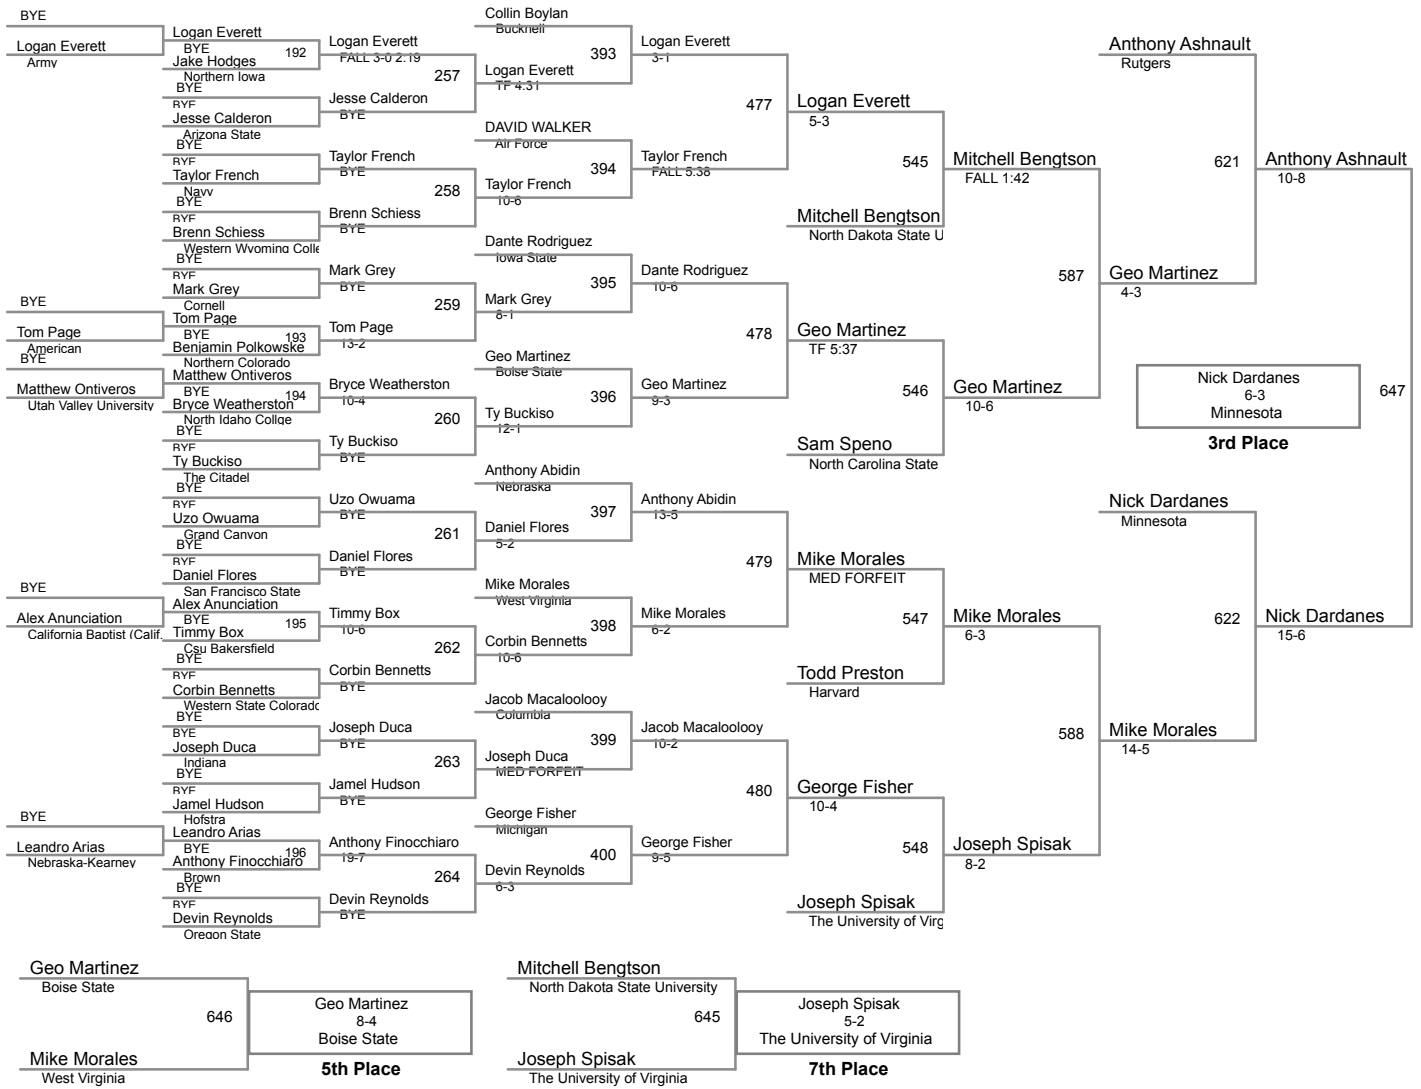 BYE
Logan Everett
Army
BYE
Tom Page
American
BYE
Matthew Ontiveros
Utah Valley University
BYE
Alex Anunciation
California Baptist (Calif.
BYE
Leandro Arias
Nebraska-Kearney
Logan Everett
BYE
192
Jake Hodges
Northern Iowa
BYE
BYE
Jesse Calderon
Arizona State
BYE
BYE
Taylor French
Navy
BYE
BYE
Brenn Schiess
Western Wyoming Colle
BYE
BYE
Mark Grey
Cornell
Tom Page
BYE
193
Benjamin Polkowske
Northern Colorado
Matthew Ontiveros
BYE
194
Bryce Weatherston
North Idaho Collge
BYE
BYE
Ty Buckiso
The Citadel
BYE
BYE
Uzo Owuama
Grand Canyon
BYE
BYE
Daniel Flores
San Francisco State
Alex Anunciation
BYE
195
Timmy Box
Csu Bakersfield
BYE
BYE
Corbin Bennetts
Western State Colorado
BYE
BYE
Joseph Duca
Indiana
BYE
BYE
Jamel Hudson
Hofstra
Leandro Arias
BYE
196
Anthony Finocchiaro
Brown
BYE
BYE
Devin Reynolds
Oregon State
Logan Everett
FALL 3-0 2:19
257
Jesse Calderon
BYE
Taylor French
BYE
258
Brenn Schiess
BYE
Mark Grey
BYE
259
Tom Page
13-2
Bryce Weatherston
10-4
260
Ty Buckiso
BYE
Uzo Owuama
BYE
261
Daniel Flores
BYE
Timmy Box
10-6
262
Corbin Bennetts
BYE
Joseph Duca
BYE
263
Jamel Hudson
BYE
Anthony Finocchiaro
19-7
264
Devin Reynolds
BYE
Collin Boylan
Bucknell
393
Logan Everett
TF 4:31
DAVID WALKER
Air Force
394
Taylor French
10-6
Dante Rodriguez
Iowa State
395
Mark Grey
8-1
Geo Martinez
Boise State
396
Ty Buckiso
12-1
Anthony Abidin
Nebraska
397
Daniel Flores
5-2
Mike Morales
West Virginia
398
Corbin Bennetts
10-6
Jacob Macaloolooy
Columbia
399
Joseph Duca
MED FORFEIT
George Fisher
Michigan
400
Devin Reynolds
6-3
Logan Everett
3-1
477
Taylor French
FALL 5:38
Dante Rodriguez
10-6
478
Geo Martinez
9-3
Anthony Abidin
13-5
479
Mike Morales
6-2
Jacob Macaloolooy
10-2
480
George Fisher
9-5
Logan Everett
5-3
545
Mitchell Bengtson
North Dakota State U
Geo Martinez
TF 5:37
546
Sam Speno
North Carolina State
Mike Morales
MED FORFEIT
547
Todd Preston
Harvard
George Fisher
10-4
548
Joseph Spisak
The University of Virg
Mitchell Bengtson
FALL 1:42
587
Geo Martinez
10-6
Mike Morales
6-3
588
Joseph Spisak
8-2
Anthony Ashnault
Rutgers
621
Geo Martinez
4-3
Nick Dardanes
Minnesota
622
Mike Morales
14-5
Anthony Ashnault
10-8
647
Nick Dardanes
15-6
Nick Dardanes
6-3
Minnesota
3rd Place
Geo Martinez
Boise State
646
Mike Morales
West Virginia
Geo Martinez
8-4
Boise State
5th Place
Mitchell Bengtson
North Dakota State University
645
Joseph Spisak
The University of Virginia
Joseph Spisak
5-2
The University of Virginia
7th Place